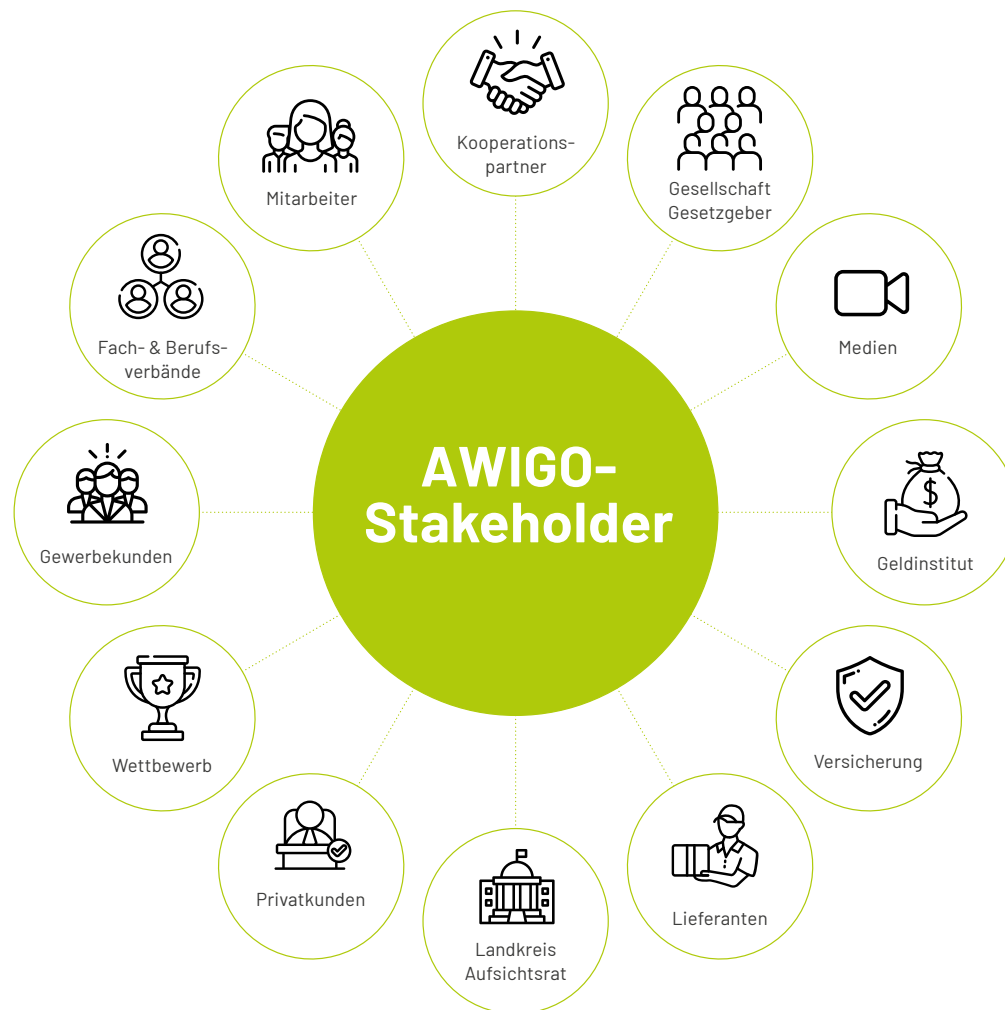 Kooperations-
partner
Gesellschaft
Gesetzgeber
Medien
Geldinstitut
Versicherung
Lieferanten
Landkreis
Aufsichtsrat
Privatkunden
Wettbewerb
Gewerbekunden
Fach- & Berufs-
verbände
Mitarbeiter
AWIGO-
Stakeholder
$